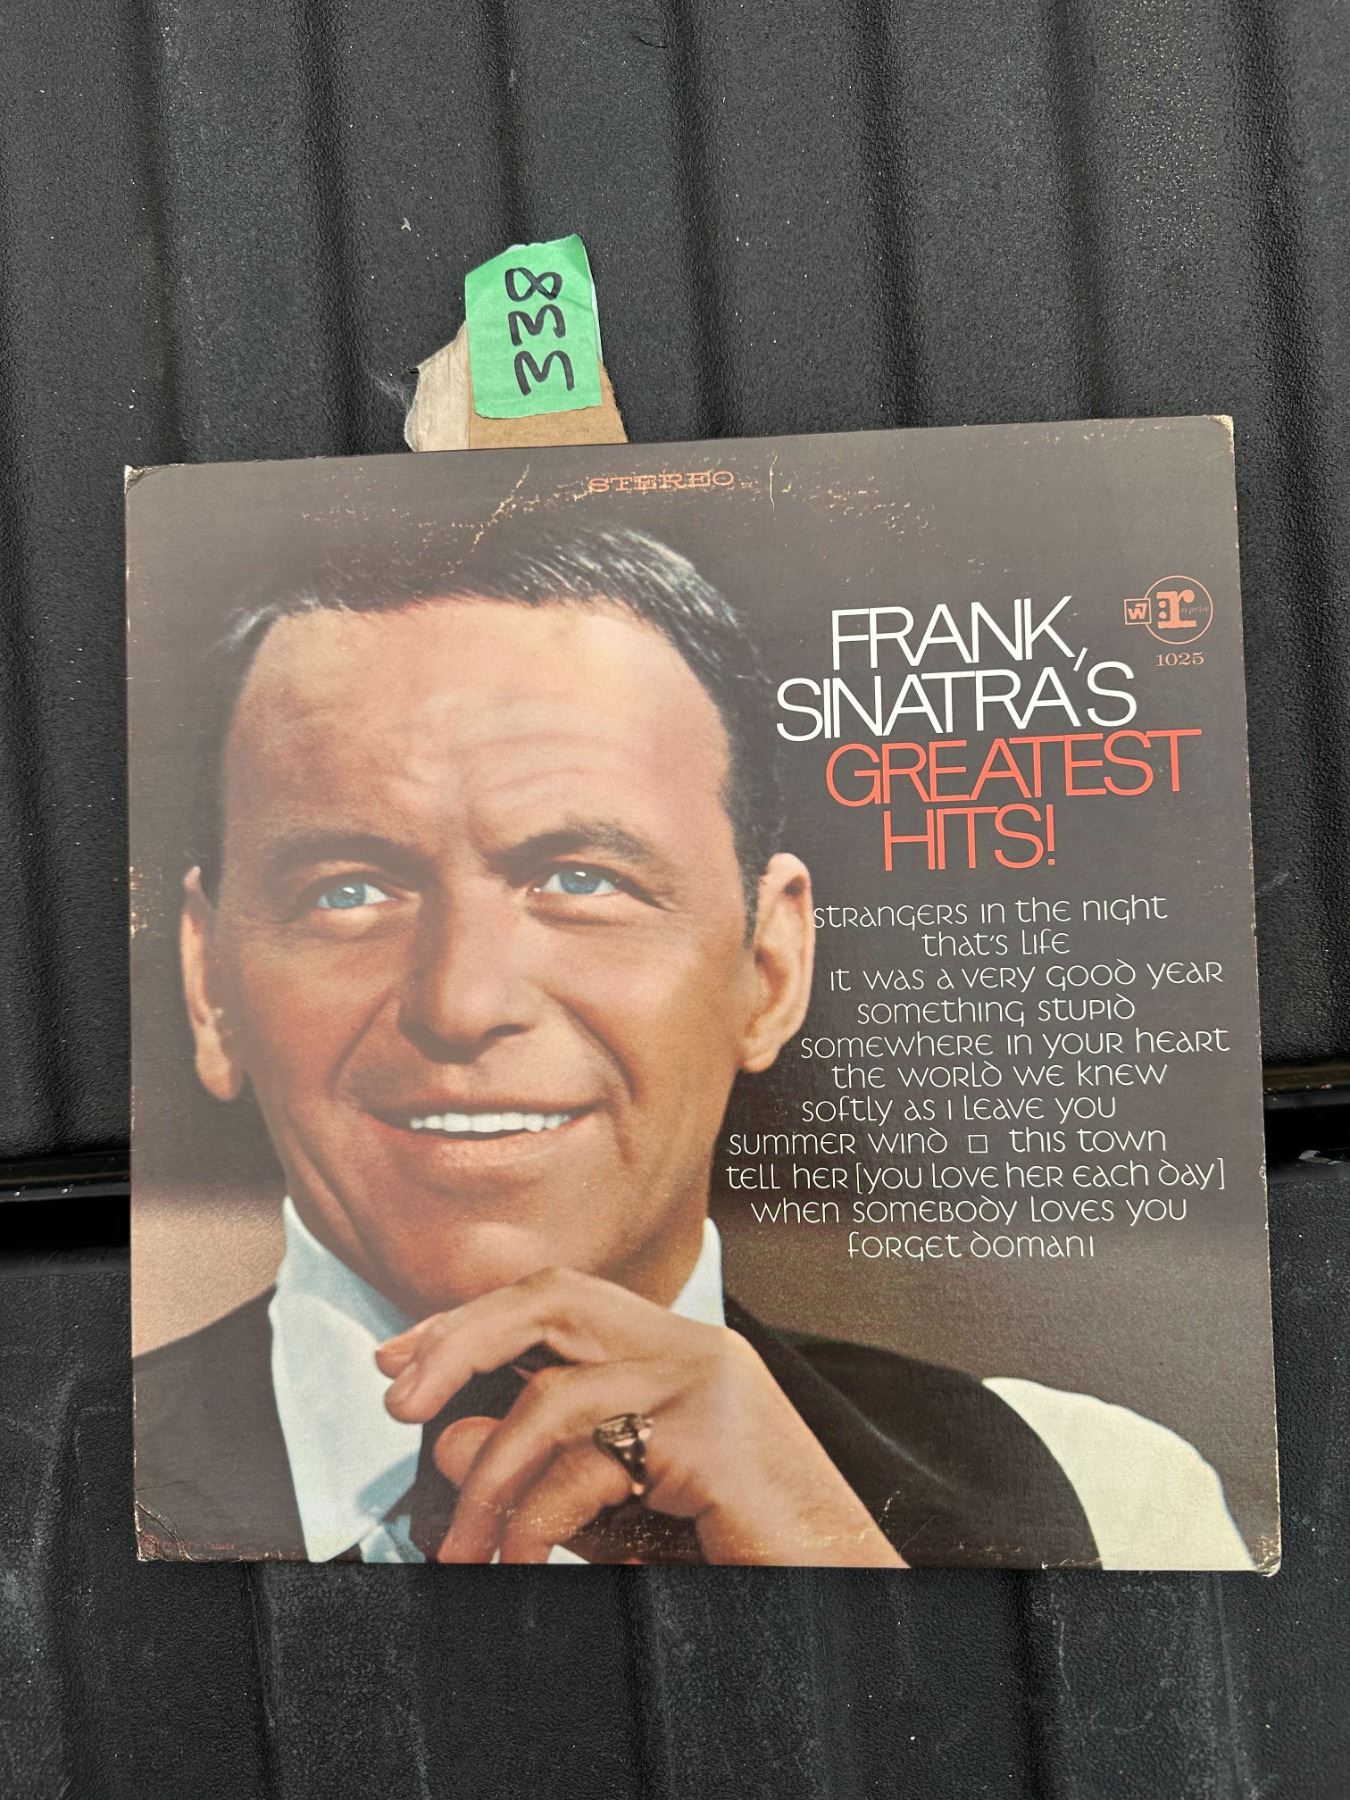 338
STEREO
FRANK
SINATRA'S
GREATEST
HITS!
W7 r reprise
1025
strangers in the night
that's life
it was a very good year
something stupid
somewhere in your heart
the world we knew
softly as I leave you
summer wind □ this town
tell her [you love her each day]
when somebody loves you
forget domani